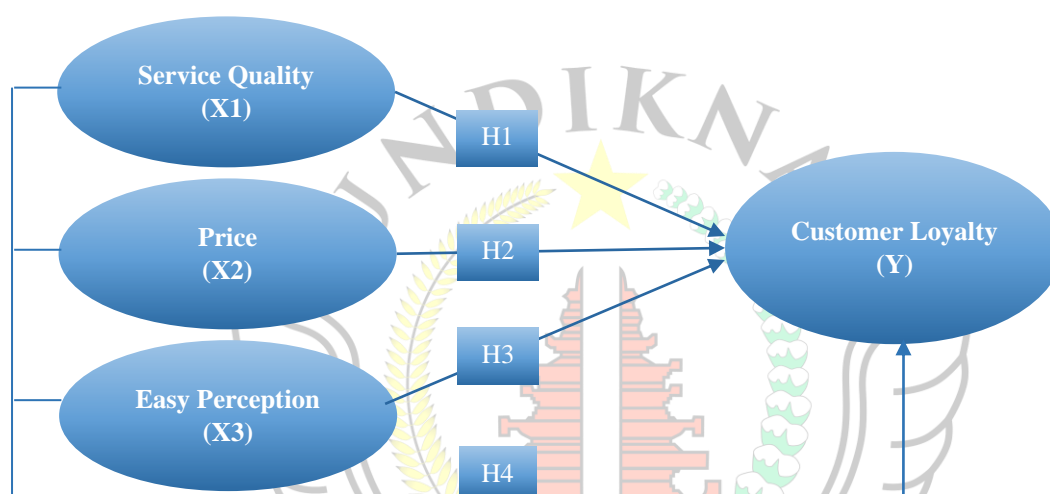 Service Quality
(X1)
H1
Price
(X2)
H2
Customer Loyalty
(Y)
H3
Easy Perception
(X3)
H4